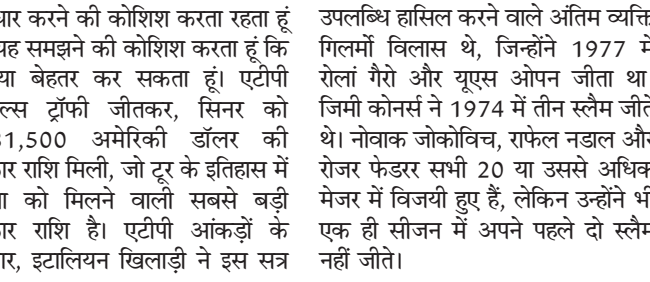 करने की कोशिश करता रहता हूं
समझने की कोशिश करता हूं कि
बेहतर कर सकता हूं। एटीपी
ट्रॉफी जीतकर, सिनर को
1,500 अमेरिकी डॉलर की
राशि मिली, जो टूर के इतिहास में
को मिलने वाली सबसे बड़ी
राशि है। एटीपी आंकड़ों के
इटालियन खिलाड़ी ने इस सत्र
उपलब्धि हासिल करने वाले अंतिम व्यक्ति
गिलर्मो विलास थे, जिन्होंने 1977 में
रोलां गैरो और यूएस ओपन जीता था
जिमी कोनर्स ने 1974 में तीन स्लैम जीते
थे। नोवाक जोकोविच, राफेल नडाल और
रोजर फेडरर सभी 20 या उससे अधिक
मेजर में विजयी हुए हैं, लेकिन उन्होंने भी
एक ही सीजन में अपने पहले दो स्लैम
नहीं जीते।